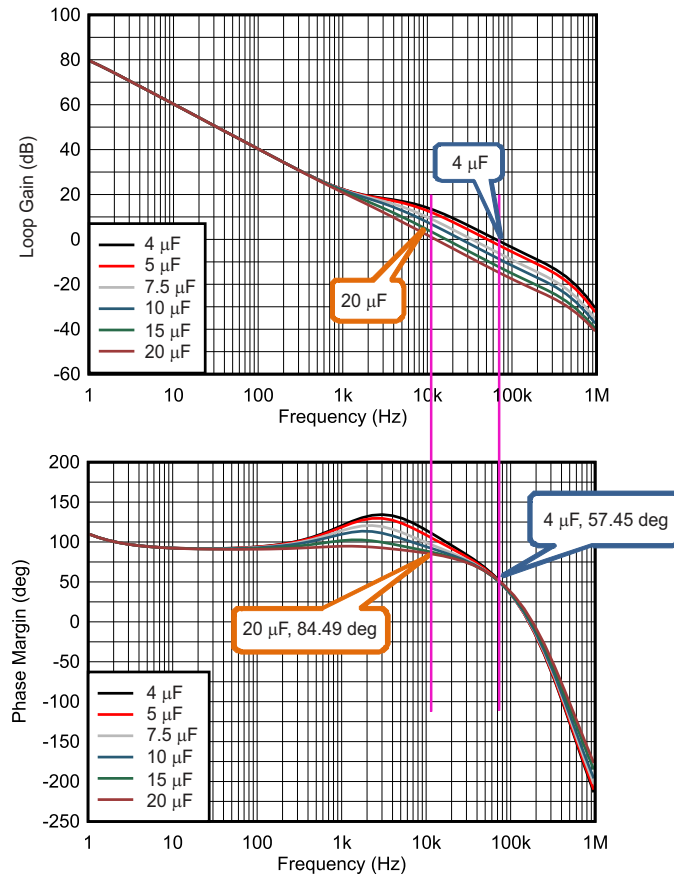 100
80
60
40
20
0
-20
-40
-60
Loop Gain (dB)
4 μF
20 μF
4 μF
5 μF
7.5 μF
10 μF
15 μF
20 μF
1 10 100 1k 10k 100k 1M
Frequency (Hz)
200
150
100
50
0
-50
-100
-150
-200
-250
Phase Margin (deg)
4 μF, 57.45 deg
20 μF, 84.49 deg
4 μF
5 μF
7.5 μF
10 μF
15 μF
20 μF
1 10 100 1k 10k 100k 1M
Frequency (Hz)